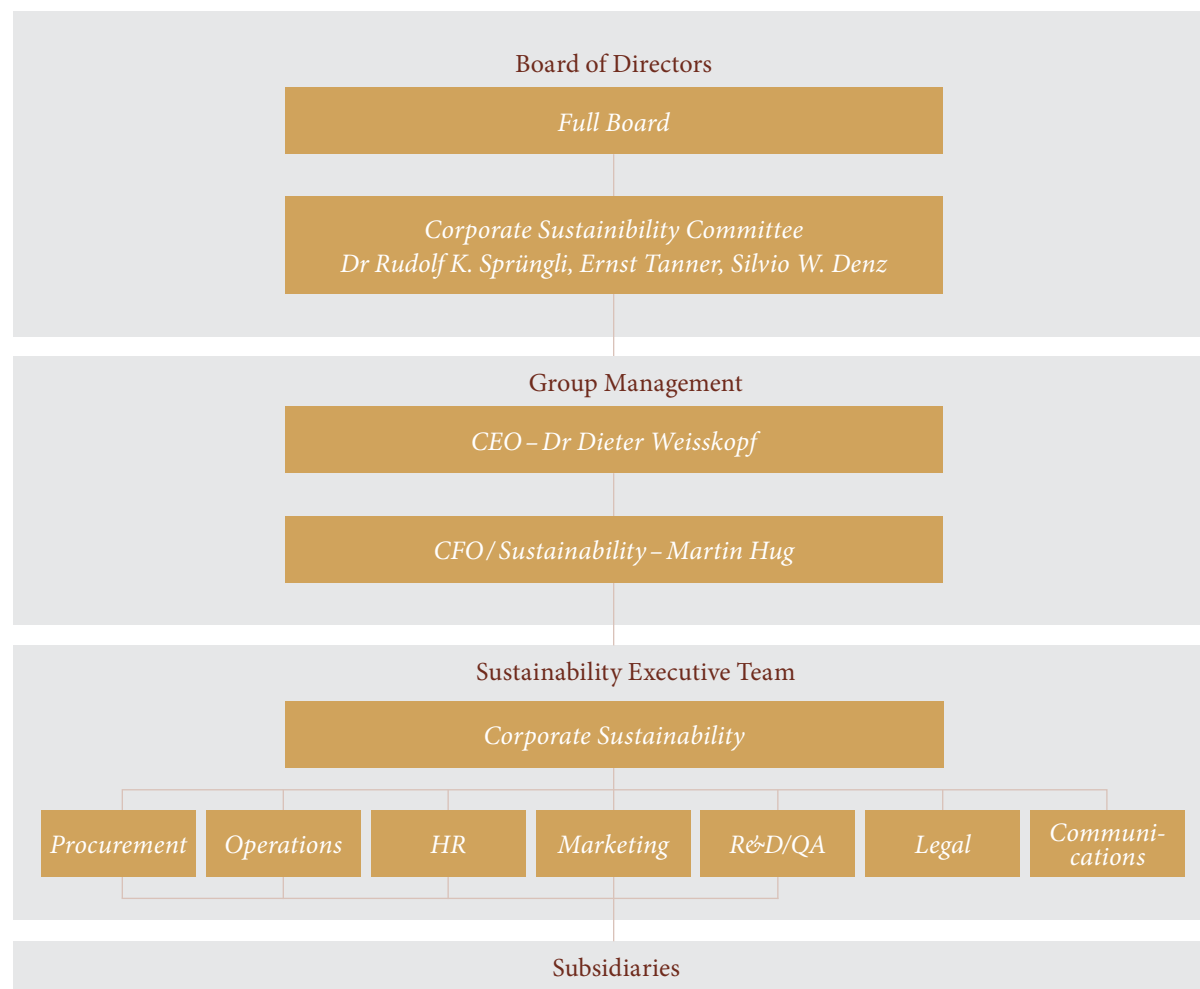 Board of Directors
Full Board
Corporate Sustainibility Committee
Dr Rudolf K. Sprüngli, Ernst Tanner, Silvio W. Denz
Group Management
CEO – Dr Dieter Weisskopf
CFO / Sustainability – Martin Hug
Sustainability Executive Team
Corporate Sustainability
Procurement
Operations
HR
Marketing
R&D/QA
Legal
Communi-
cations
Subsidiaries